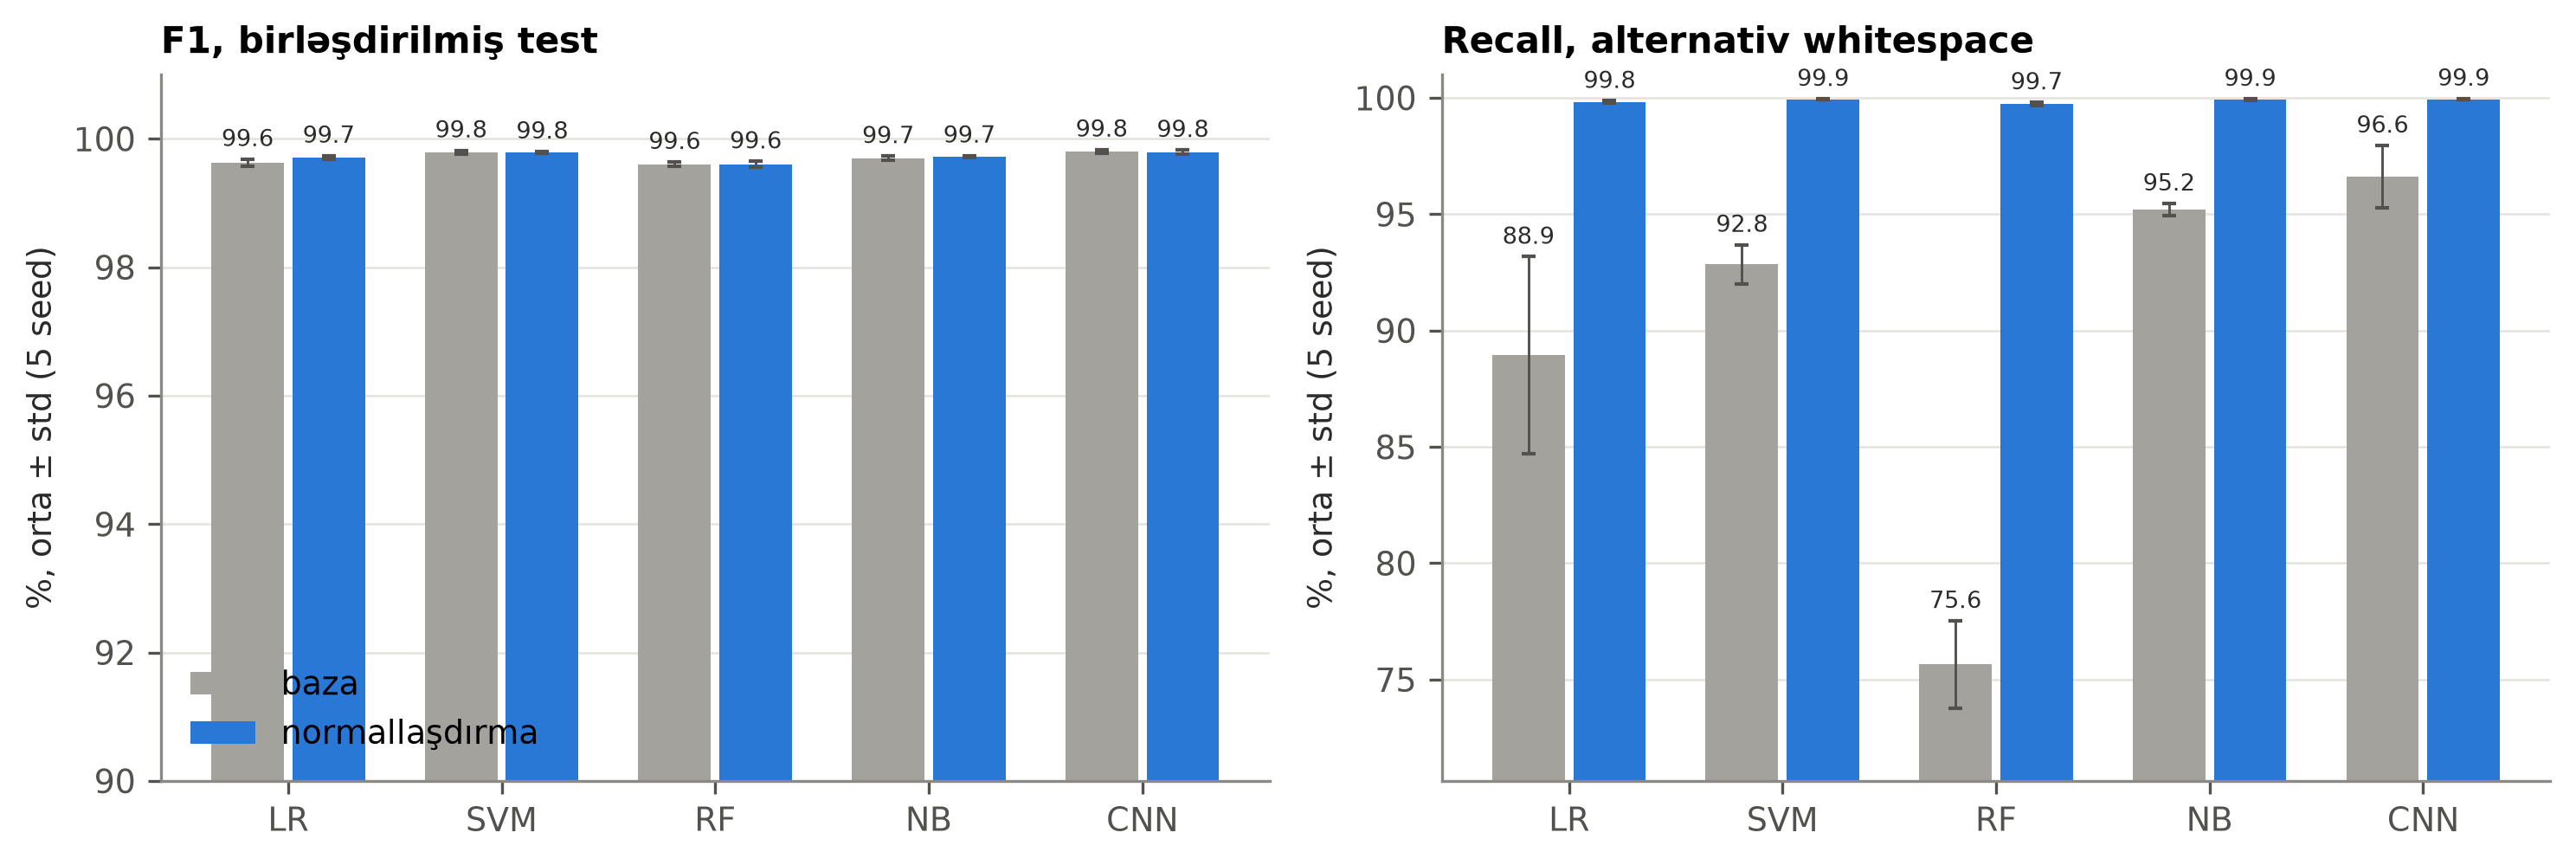 F1, birləşdirilmiş test
%, orta ± std (5 seed)
100
98
96
94
92
90
99.6 99.7 99.8 99.8 99.6 99.6 99.7 99.7 99.8 99.8
baza
normallaşdırma
LR SVM RF NB CNN
Recall, alternativ whitespace
%, orta ± std (5 seed)
100
95
90
85
80
75
88.9 99.8 92.8 99.9 75.6 99.7 95.2 99.9 96.6 99.9
LR SVM RF NB CNN